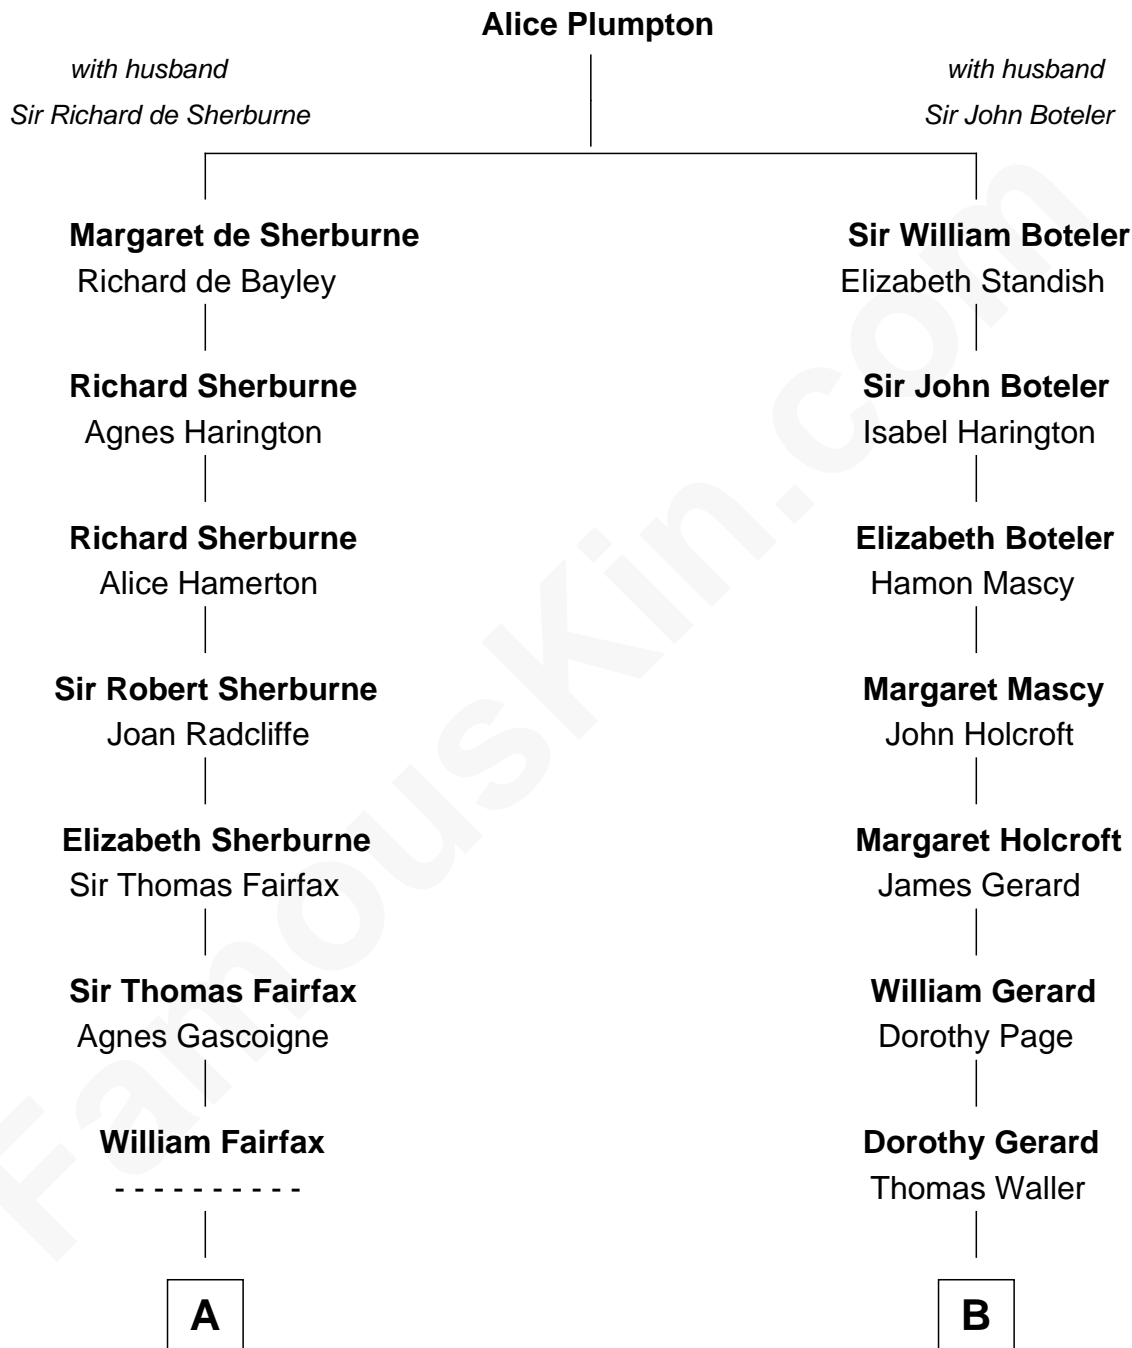 Alice Plumpton
with husband
Sir Richard de Sherburne
with husband
Sir John Boteler
Margaret de Sherburne
Richard de Bayley
Sir William Boteler
Elizabeth Standish
Richard Sherburne
Agnes Harington
Sir John Boteler
Isabel Harington
Richard Sherburne
Alice Hamerton
Elizabeth Boteler
Hamon Mascy
Sir Robert Sherburne
Joan Radcliffe
Margaret Mascy
John Holcroft
Elizabeth Sherburne
Sir Thomas Fairfax
Margaret Holcroft
James Gerard
Sir Thomas Fairfax
Agnes Gascoigne
William Gerard
Dorothy Page
William Fairfax
- - - - - - - - - -
Dorothy Gerard
Thomas Waller
A
B
FamousKin.com